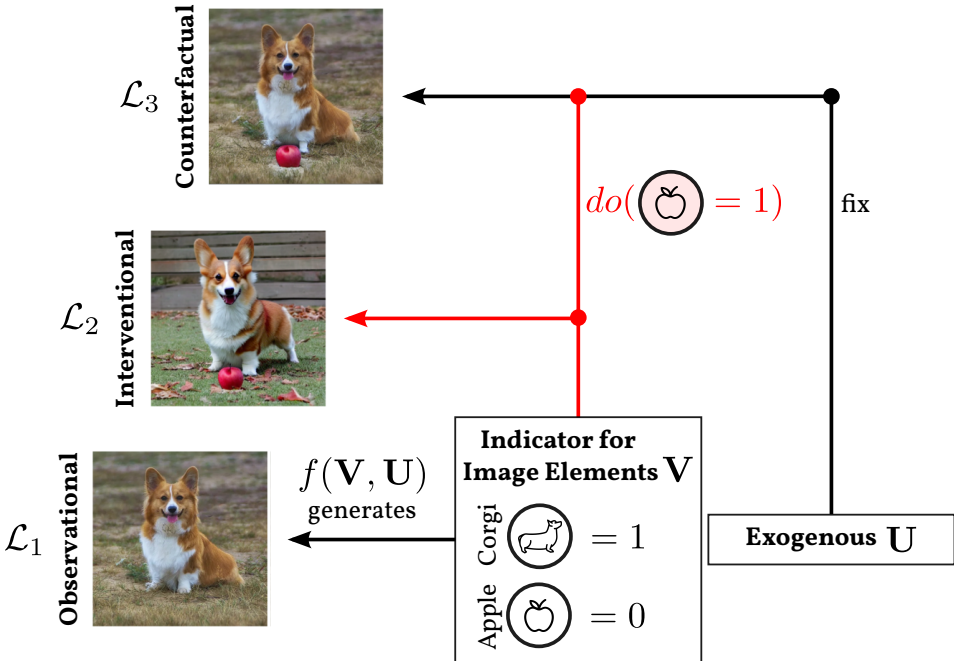 ℒ₃
Counterfactual
do( = 1)
fix
ℒ₂
Interventional
Indicator for
Image Elements V
f(V, U)
generates
ℒ₁
Observational
Corgi = 1
Apple = 0
Exogenous U